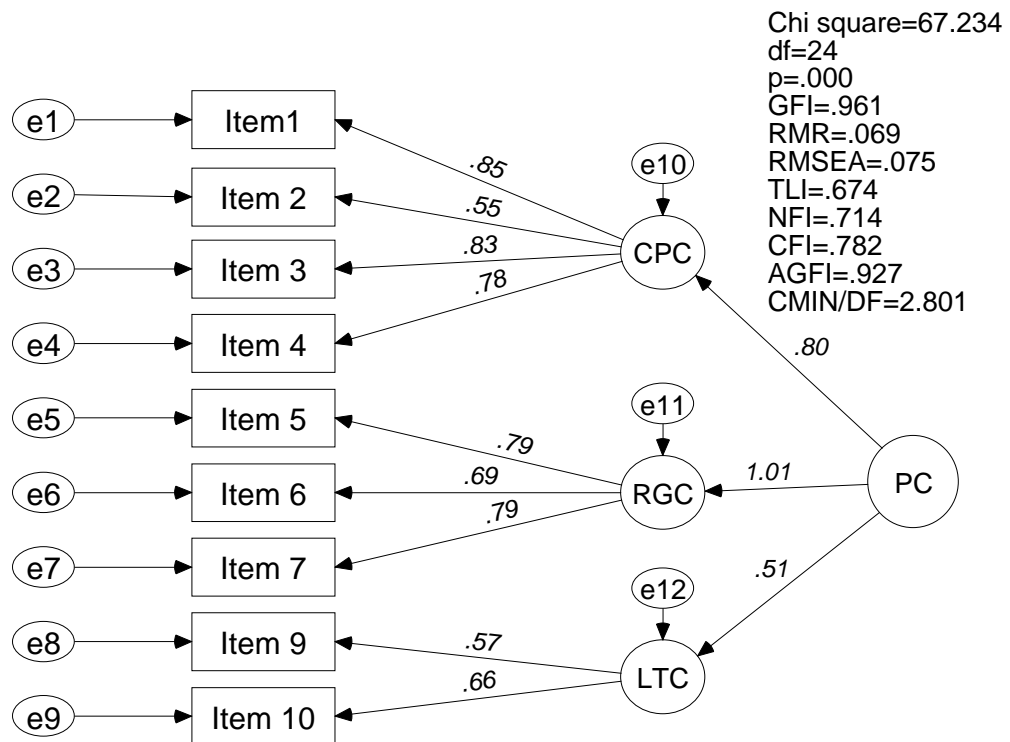 Chi square=67.234
df=24
p=.000
GFI=.961
RMR=.069
RMSEA=.075
TLI=.674
NFI=.714
CFI=.782
AGFI=.927
CMIN/DF=2.801
e1
Item1
.85
e10
e2
Item 2
.55
CPC
e3
Item 3
.83
e4
Item 4
.78
.80
e5
Item 5
.79
e11
e6
Item 6
.69
RGC
1.01
PC
e7
Item 7
.79
.51
e12
e8
Item 9
.57
LTC
e9
Item 10
.66